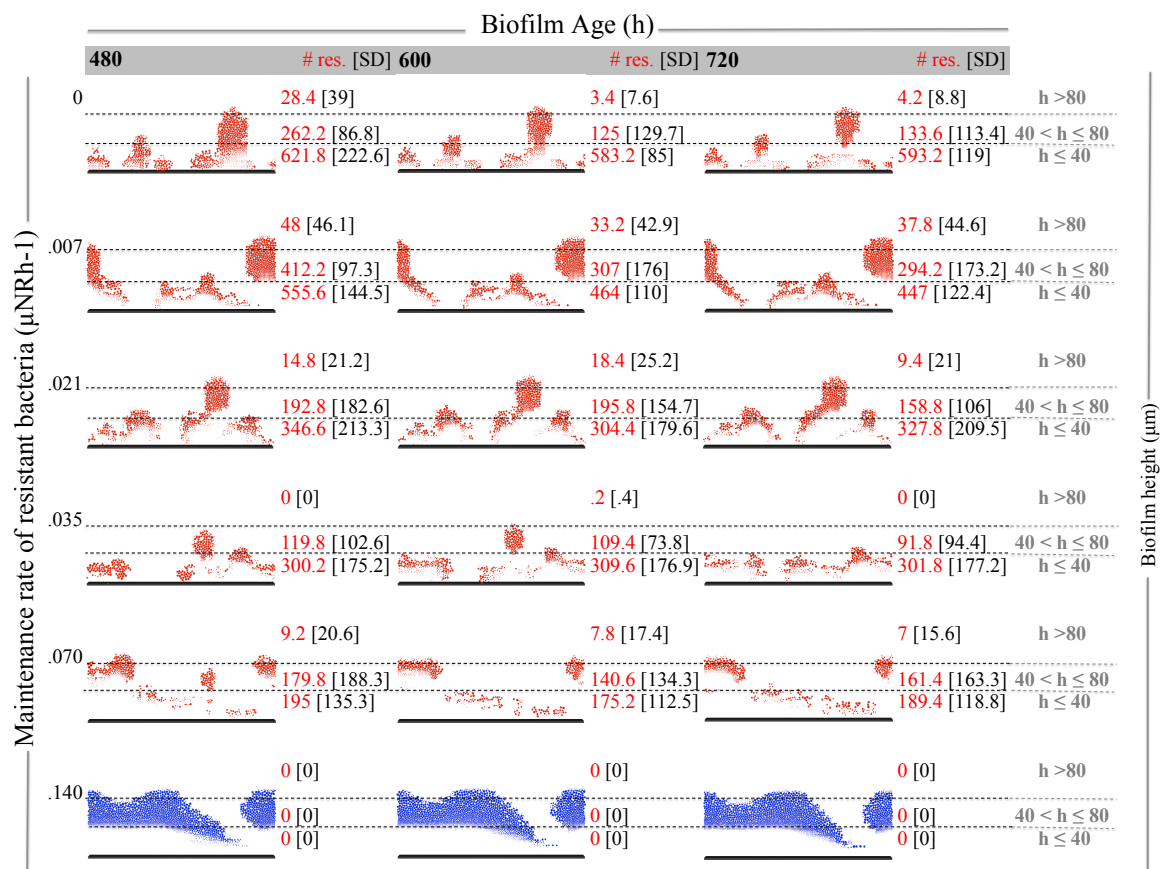 Biofilm Age (h)
480 # res. [SD] 600 # res. [SD] 720 # res. [SD]
Maintenance rate of resistant bacteria (μNRh-1)
Biofilm height (μm)
0
28.4 [39] 3.4 [7.6] 4.2 [8.8] h >80
262.2 [86.8] 125 [129.7] 133.6 [113.4] 40 < h ≤ 80
621.8 [222.6] 583.2 [85] 593.2 [119] h ≤ 40
.007
48 [46.1] 33.2 [42.9] 37.8 [44.6] h >80
412.2 [97.3] 307 [176] 294.2 [173.2] 40 < h ≤ 80
555.6 [144.5] 464 [110] 447 [122.4] h ≤ 40
.021
14.8 [21.2] 18.4 [25.2] 9.4 [21] h >80
192.8 [182.6] 195.8 [154.7] 158.8 [106] 40 < h ≤ 80
346.6 [213.3] 304.4 [179.6] 327.8 [209.5] h ≤ 40
.035
0 [0] .2 [.4] 0 [0] h >80
119.8 [102.6] 109.4 [73.8] 91.8 [94.4] 40 < h ≤ 80
300.2 [175.2] 309.6 [176.9] 301.8 [177.2] h ≤ 40
.070
9.2 [20.6] 7.8 [17.4] 7 [15.6] h >80
179.8 [188.3] 140.6 [134.3] 161.4 [163.3] 40 < h ≤ 80
195 [135.3] 175.2 [112.5] 189.4 [118.8] h ≤ 40
.140
0 [0] 0 [0] 0 [0] h >80
0 [0] 0 [0] 0 [0] 40 < h ≤ 80
0 [0] 0 [0] 0 [0] h ≤ 40